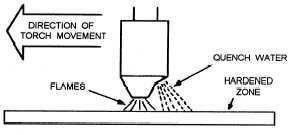 DIRECTION OF
TORCH MOVEMENT
QUENCH WATER
FLAMES
HARDENED
ZONE